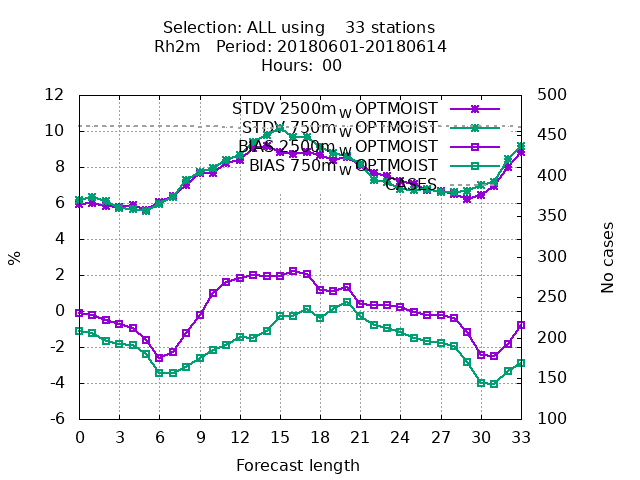 Selection: ALL using    33 stations
Rh2m   Period: 20180601-20180614
Hours: 00
STDV 2500m_W OPTMOIST
STDV 750m_W OPTMOIST
BIAS 2500m_W OPTMOIST
BIAS 750m_W OPTMOIST
CASES
12
10
8
6
4
2
0
-2
-4
-6
%
500
450
400
350
300
250
200
150
100
No cases
0 3 6 9 12 15 18 21 24 27 30 33
Forecast length